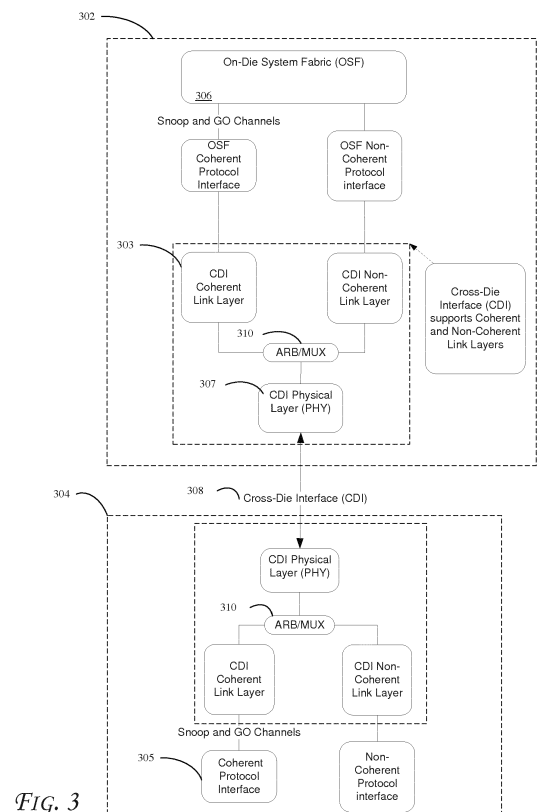 302
On-Die System Fabric (OSF)
306
Snoop and GO Channels
OSF
Coherent
Protocol
Interface
OSF Non-
Coherent
Protocol
interface
303
CDI
Coherent
Link Layer
CDI Non-
Coherent
Link Layer
Cross-Die
Interface (CDI)
supports Coherent
and Non-Coherent
Link Layers
310
ARB/MUX
307
CDI Physical
Layer (PHY)
308
Cross-Die Interface (CDI)
304
CDI Physical
Layer (PHY)
310
ARB/MUX
CDI
Coherent
Link Layer
CDI Non-
Coherent
Link Layer
Snoop and GO Channels
305
Coherent
Protocol
Interface
Non-
Coherent
Protocol
interface
FIG. 3